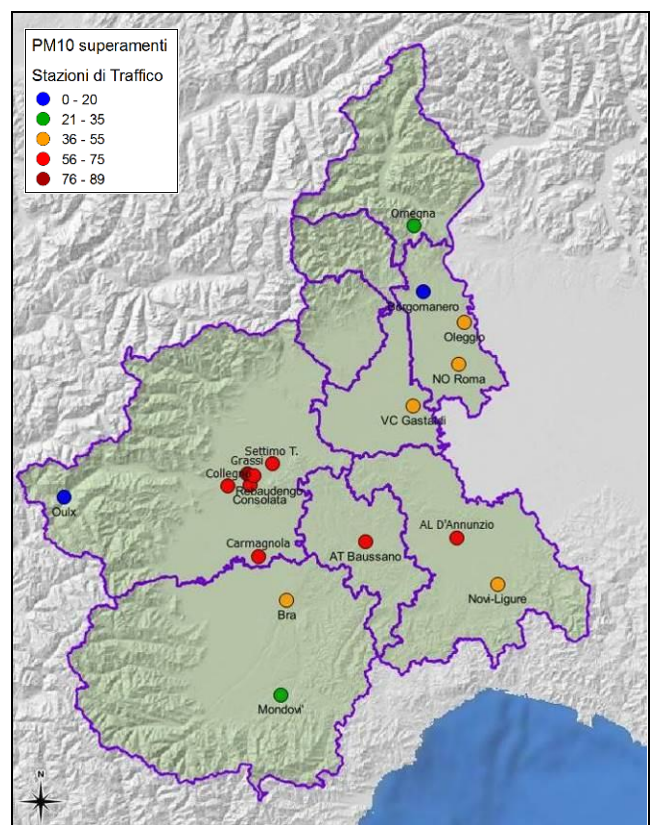 PM10 superamenti
Stazioni di Traffico
0 - 20
21 - 35
36 - 55
56 - 75
76 - 89
Omegna
Borgomanero
Oleggio
NO Roma
VC Gastaldi
Settimo T.
Grassi
Collegno
Rebaudengo
Consolata
Oulx
Carmagnola
AT Baussano
AL D'Annunzio
Novi-Ligure
Bra
Mondovi'
N